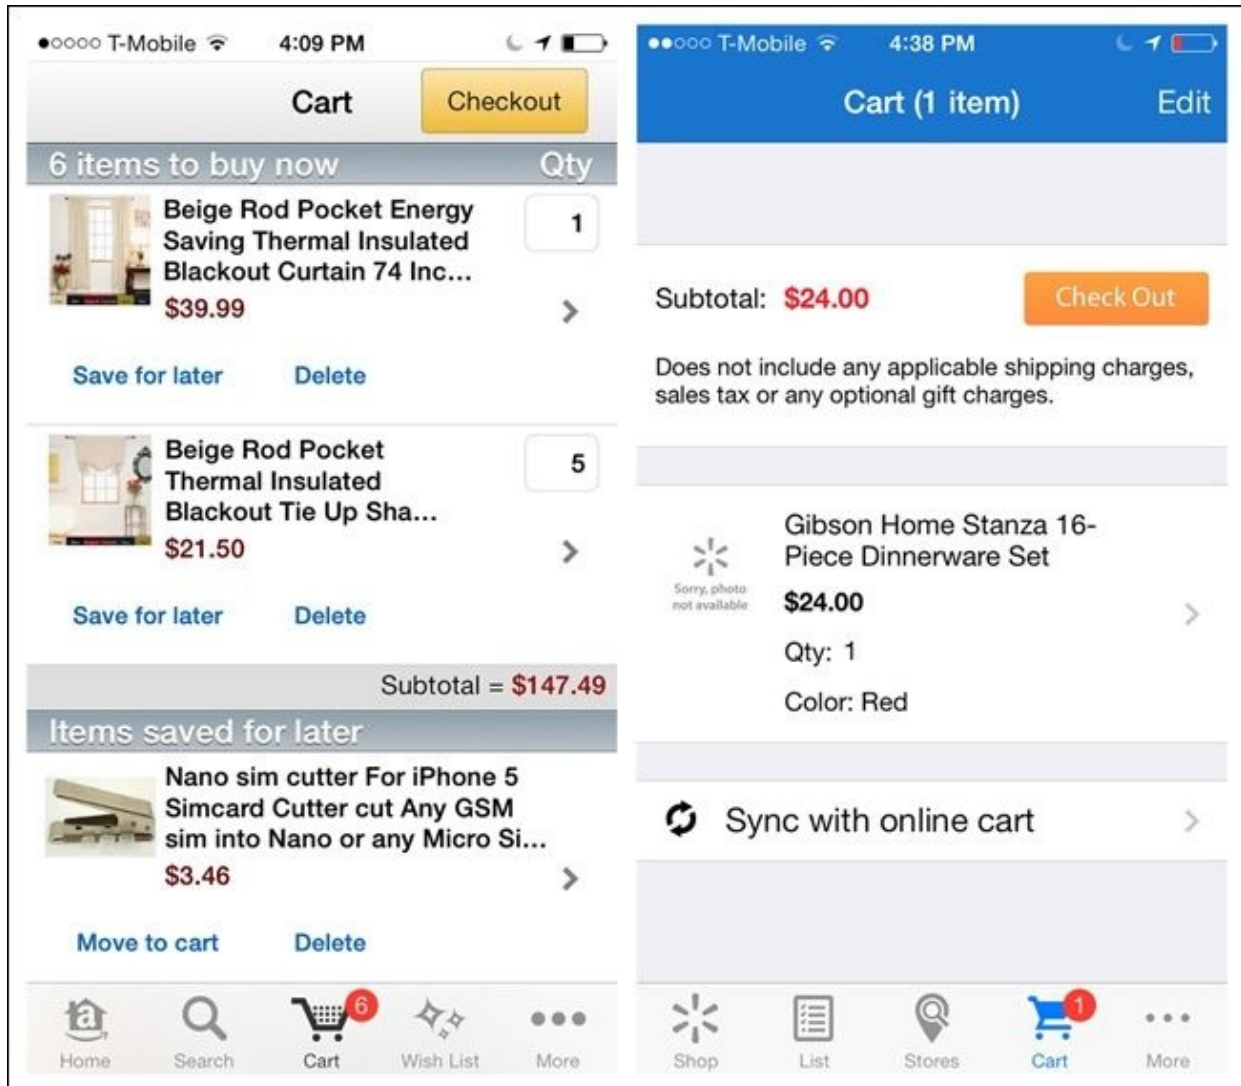 T-Mobile 4:09 PM
Cart Checkout
6 items to buy now Qty
Beige Rod Pocket Energy 1
Saving Thermal Insulated
Blackout Curtain 74 Inc...
$39.99
Save for later Delete
Beige Rod Pocket 5
Thermal Insulated
Blackout Tie Up Sha...
$21.50
Save for later Delete
Subtotal = $147.49
Items saved for later
Nano sim cutter For iPhone 5
Simcard Cutter cut Any GSM
sim into Nano or any Micro Si...
$3.46
Move to cart Delete
6
Home Search Cart Wish List More
T-Mobile 4:38 PM
Cart (1 item) Edit
Subtotal: $24.00 Check Out
Does not include any applicable shipping charges,
sales tax or any optional gift charges.
Gibson Home Stanza 16-
Piece Dinnerware Set
Sorry, photo
not available
$24.00
Qty: 1
Color: Red
Sync with online cart
1
Shop List Stores Cart More